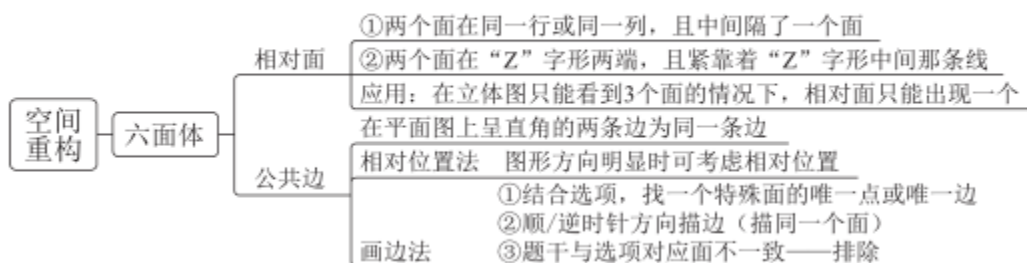 ①两个面在同一行或同一列，且中间隔了一个面
相对面
②两个面在“Z”字形两端，且紧靠着“Z”字形中间那条线
应用：在立体图只能看到3个面的情况下，相对面只能出现一个
空间
重构
六面体
在平面图上呈直角的两条边为同一条边
公共边
相对位置法 图形方向明显时可考虑相对位置
①结合选项，找一个特殊面的唯一点或唯一边
②顺/逆时针方向描边（描同一个面）
画边法
③题干与选项对应面不一致——排除